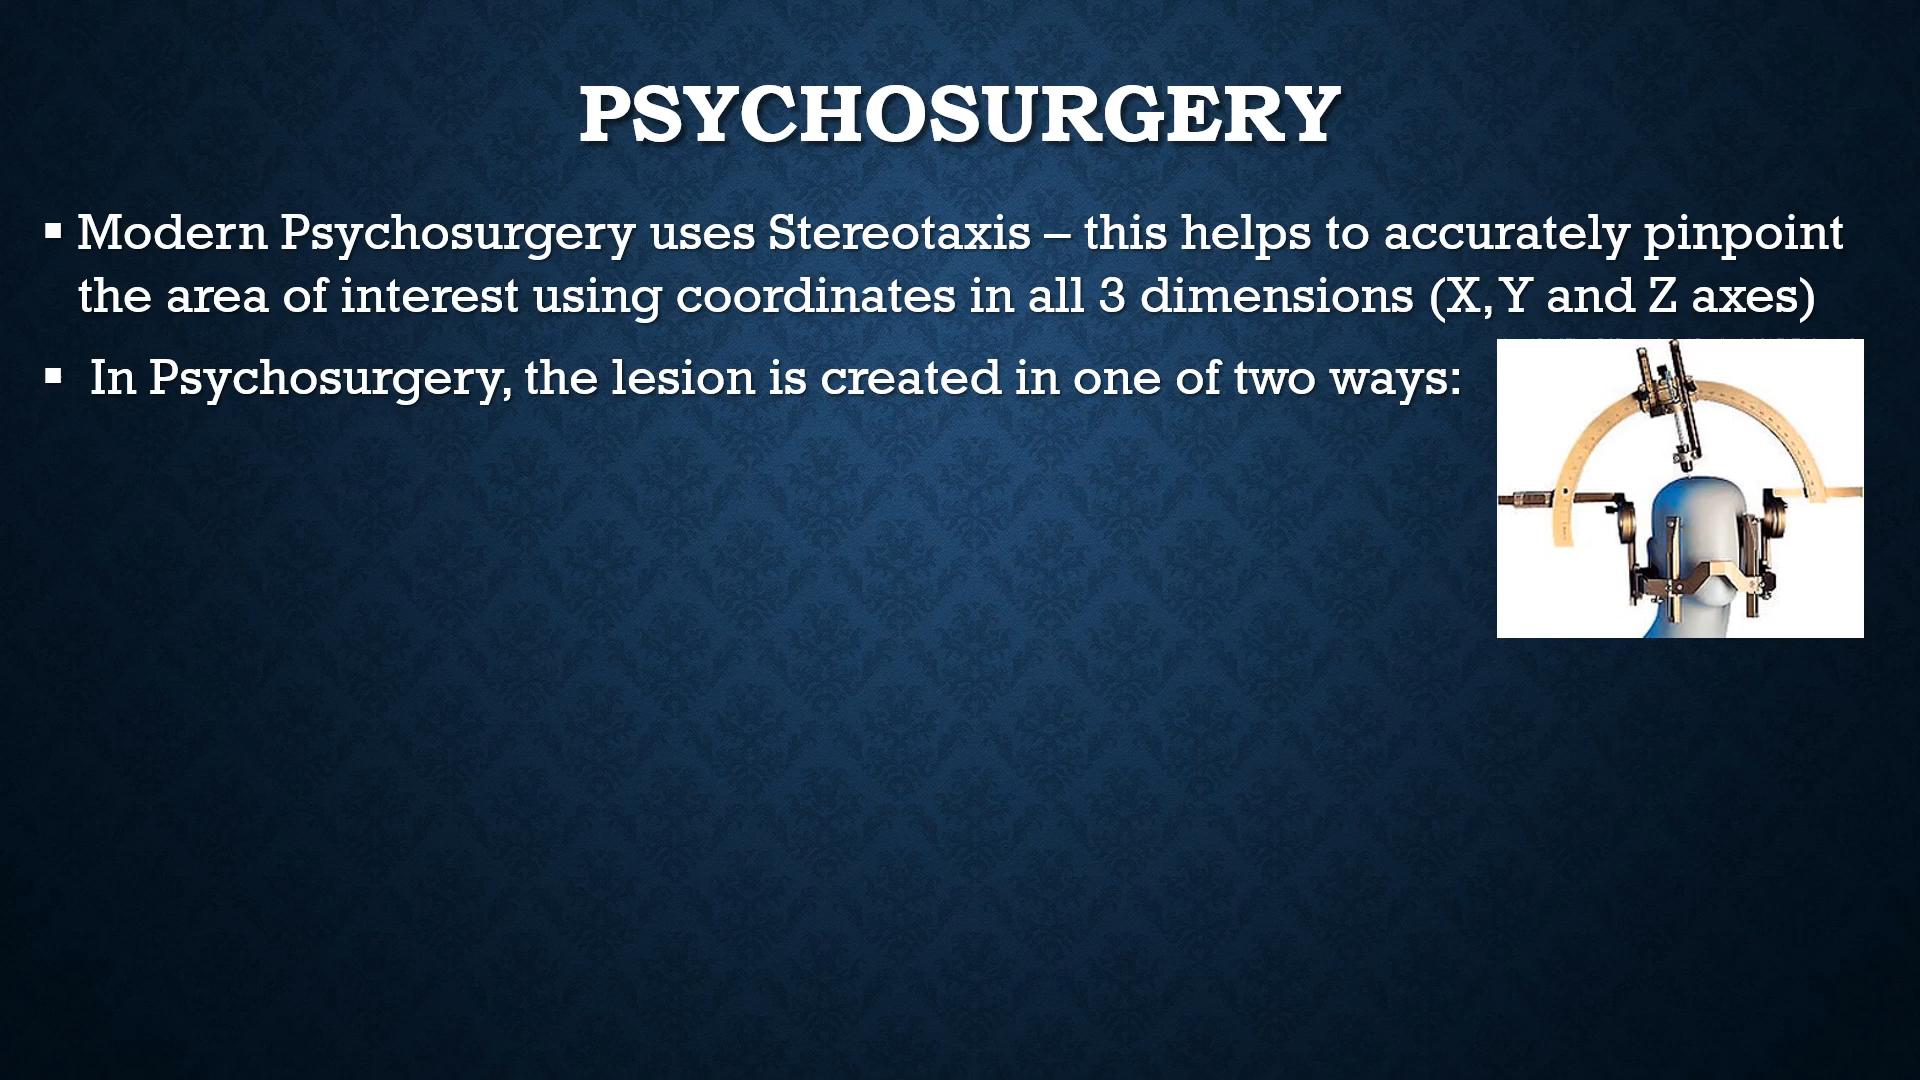 PSYCHOSURGERY
▪ Modern Psychosurgery uses Stereotaxis – this helps to accurately pinpoint
the area of interest using coordinates in all 3 dimensions (X, Y and Z axes)
▪ In Psychosurgery, the lesion is created in one of two ways: